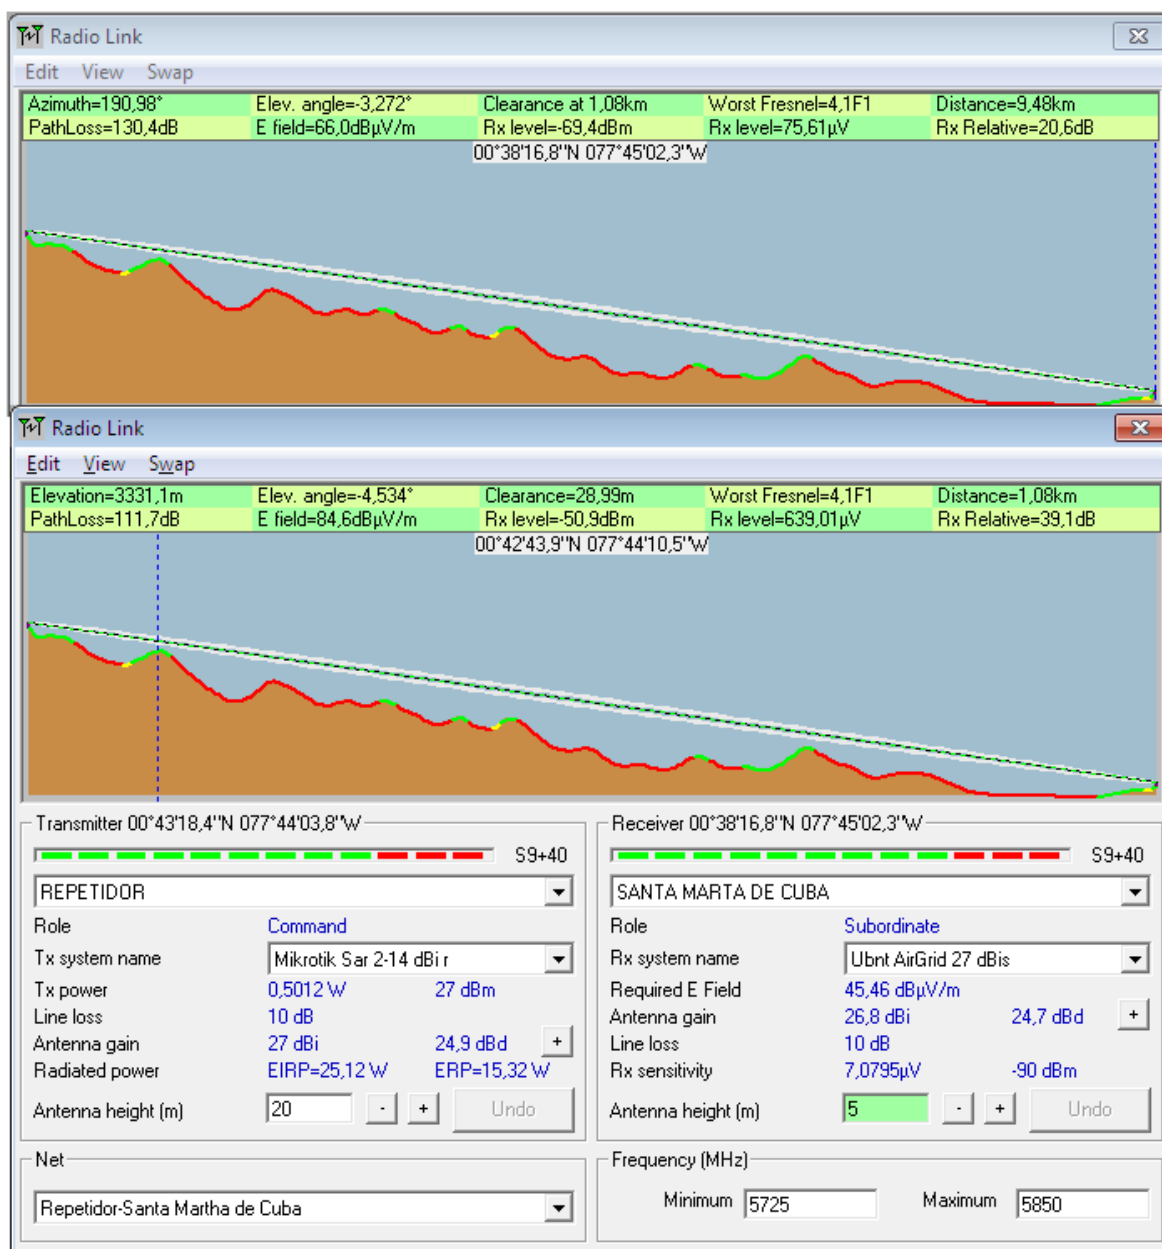 Radio Link
Edit View Swap
Azimuth=190,98° Elev. angle=-3,272° Clearance at 1,08km Worst Fresnel=4,1F1 Distance=9,48km
PathLoss=130,4dB E field=66,0dBµV/m Rx level=-69,4dBm Rx level=75,61µV Rx Relative=20,6dB
00°38'16,8''N 077°45'02,3''W
Radio Link
Edit View Swap
Elevation=3331,1m Elev. angle=-4,534° Clearance=28,99m Worst Fresnel=4,1F1 Distance=1,08km
PathLoss=111,7dB E field=84,6dBµV/m Rx level=-50,9dBm Rx level=639,01µV Rx Relative=39,1dB
00°42'43,9''N 077°44'10,5''W
Transmitter 00°43'18,4''N 077°44'03,8''W
S9+40
REPETIDOR
Role Command
Tx system name Mikrotik Sar 2-14 dBi r
Tx power 0,5012 W 27 dBm
Line loss 10 dB
Antenna gain 27 dBi 24,9 dBd +
Radiated power EIRP=25,12 W ERP=15,32 W
Antenna height (m) 20 - + Undo
Net
Repetidor-Santa Martha de Cuba
Receiver 00°38'16,8''N 077°45'02,3''W
S9+40
SANTA MARTA DE CUBA
Role Subordinate
Rx system name Ubnt AirGrid 27 dBis
Required E Field 45,46 dBµV/m
Antenna gain 26,8 dBi 24,7 dBd +
Line loss 10 dB
Rx sensitivity 7,0795µV -90 dBm
Antenna height (m) 5 - + Undo
Frequency (MHz)
Minimum 5725 Maximum 5850